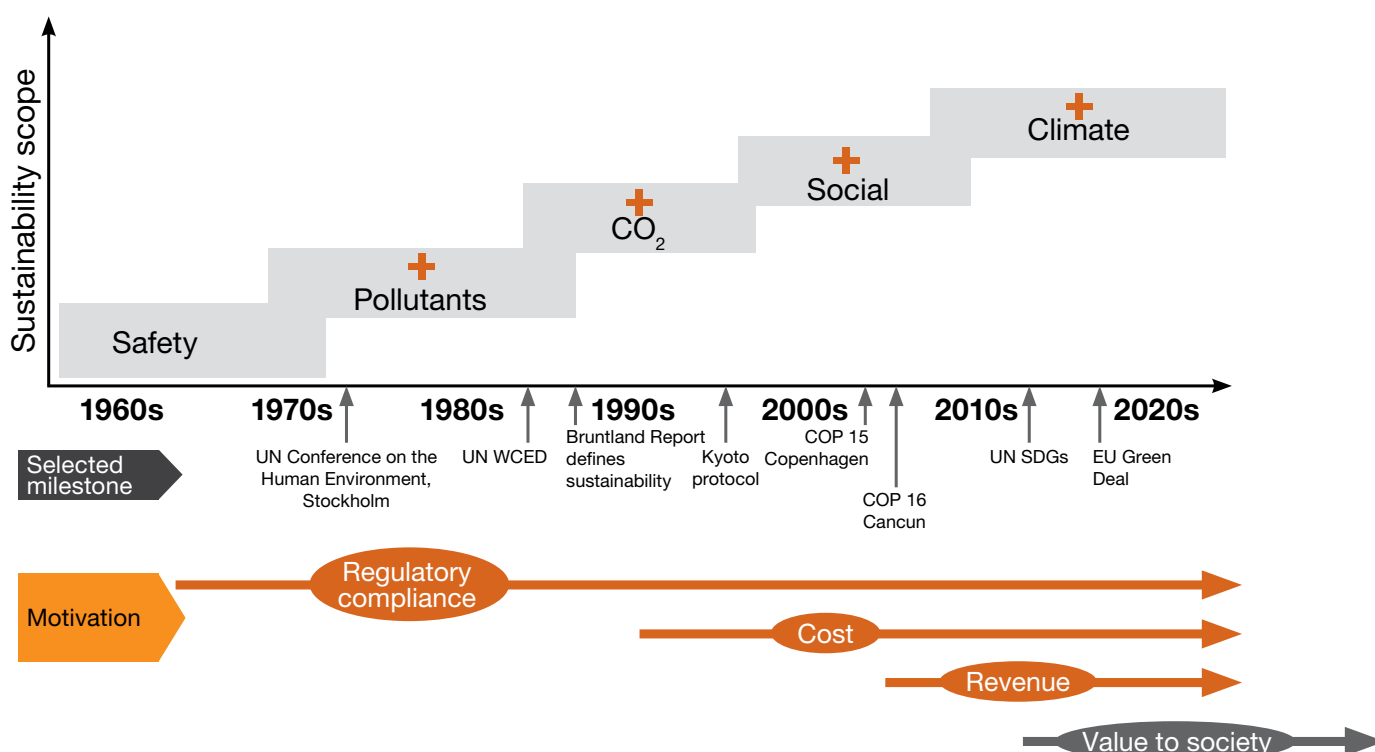 Sustainability scope
Climate
Social
CO₂
Pollutants
Safety
1960s 1970s 1980s 1990s 2000s 2010s 2020s
Selected
milestone
UN Conference on the
Human Environment,
Stockholm
UN WCED
Bruntland Report
defines
sustainability
Kyoto
protocol
COP 15
Copenhagen
COP 16
Cancun
UN SDGs
EU Green
Deal
Motivation
Regulatory
compliance
Cost
Revenue
Value to society